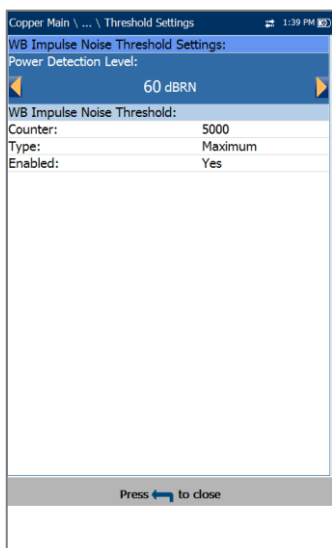 Copper Main \ ... \ Threshold Settings 1:39 PM
WB Impulse Noise Threshold Settings:
Power Detection Level:
60 dBRN
WB Impulse Noise Threshold:
Counter: 5000
Type: Maximum
Enabled: Yes
Press to close